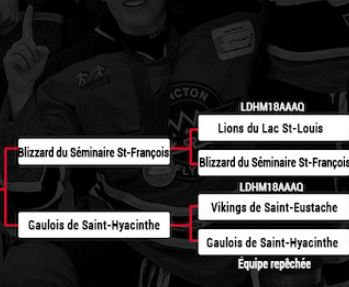 LDHM18AAAQ
Lions du Lac St-Louis
Blizzard du Séminaire St-François
Blizzard du Séminaire St-François
LDHM18AAAQ
Vikings de Saint-Eustache
Gaulois de Saint-Hyacinthe
Gaulois de Saint-Hyacinthe
Équipe repêchée